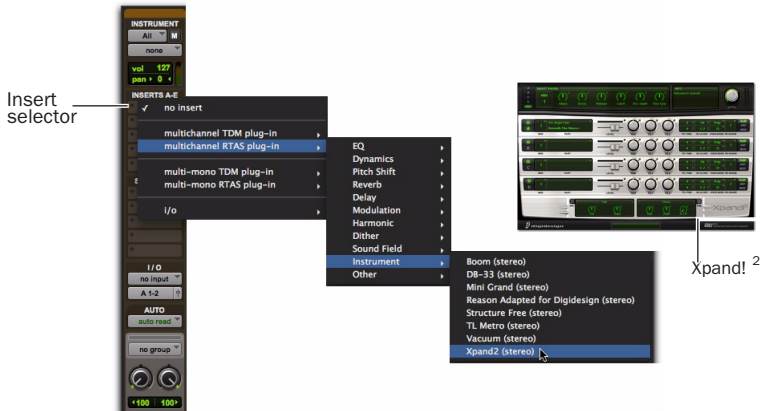 INSTRUMENT
All M
none
vol 127
pan 0
INSERTS A-E
Insert
selector
no insert
multichannel TDM plug-in
multichannel RTAS plug-in
multi-mono TDM plug-in
multi-mono RTAS plug-in
i/o
EQ
Dynamics
Pitch Shift
Reverb
Delay
Modulation
Harmonic
Dither
Sound Field
Instrument
Other
Boom (stereo)
DB-33 (stereo)
Mini Grand (stereo)
Reason Adapted for Digidesign (stereo)
Structure Free (stereo)
TL Metro (stereo)
Vacuum (stereo)
Xpand2 (stereo)
I / O
no input
A 1-2
AUTO
auto read
no group
100 100
Xpand!
digidesign
Xpand! 2